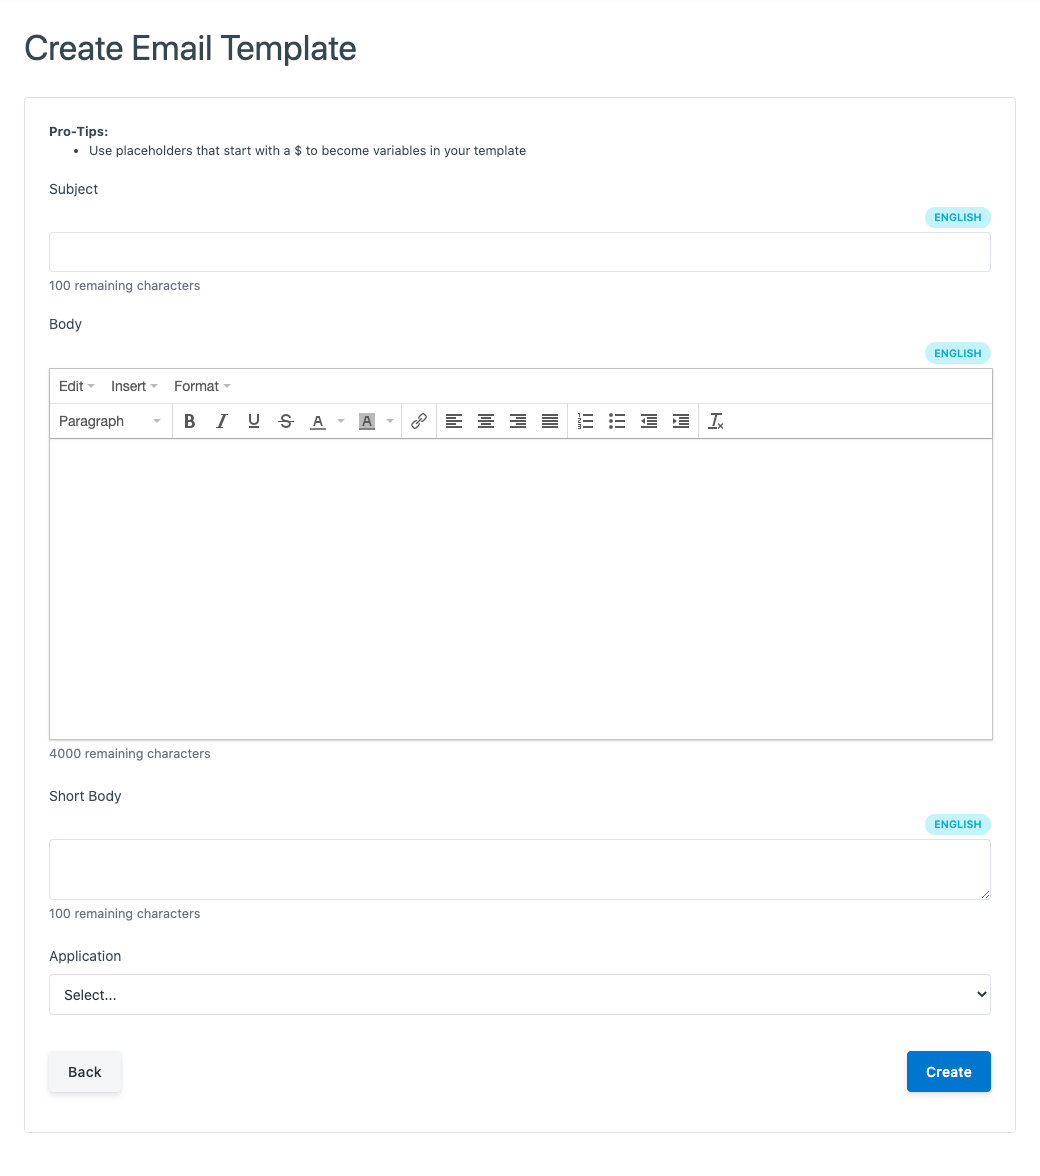 Create Email Template
Pro-Tips:
• Use placeholders that start with a $ to become variables in your template
Subject
ENGLISH
100 remaining characters
Body
ENGLISH
Edit Insert Format
Paragraph B I U S A A
4000 remaining characters
Short Body
ENGLISH
100 remaining characters
Application
Select...
Back Create